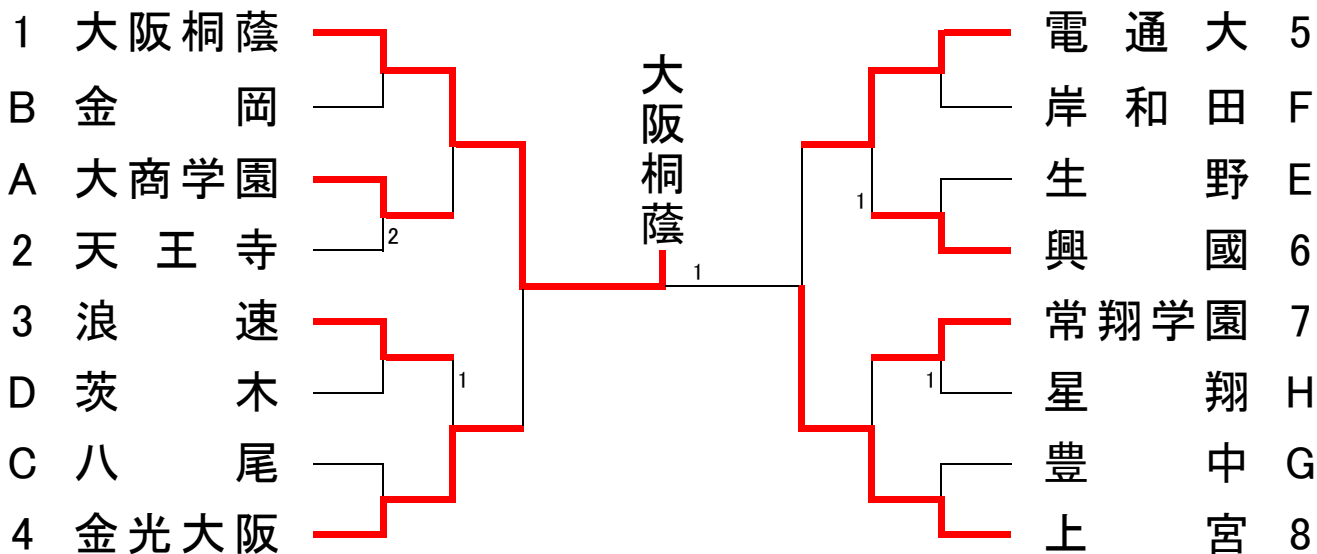 1 大阪桐蔭
B 金岡
A 大商学園
2 天王寺
3 浪速
D 茨木
C 八尾
4 金光大阪
2
1
大阪桐蔭
1
1
1
電通大 5
岸和田 F
生野 E
興國 6
常翔学園 7
星翔 H
豊中 G
上宮 8